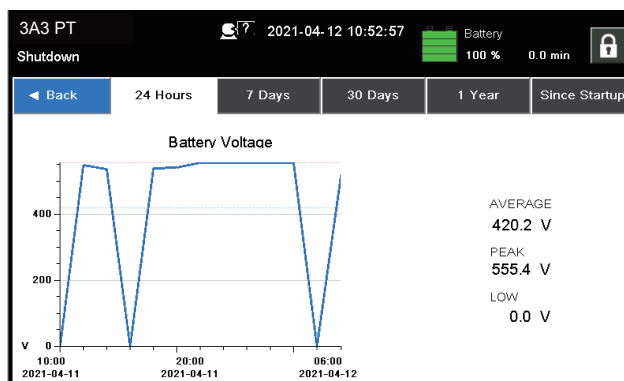 3A3 PT
Shutdown
? 2021-04-12 10:52:57
Battery
100 % 0.0 min
◄ Back 24 Hours 7 Days 30 Days 1 Year Since Startup
Battery Voltage
400
200
V 0
10:00 20:00 06:00
2021-04-11 2021-04-11 2021-04-12
AVERAGE
420.2 V
PEAK
555.4 V
LOW
0.0 V